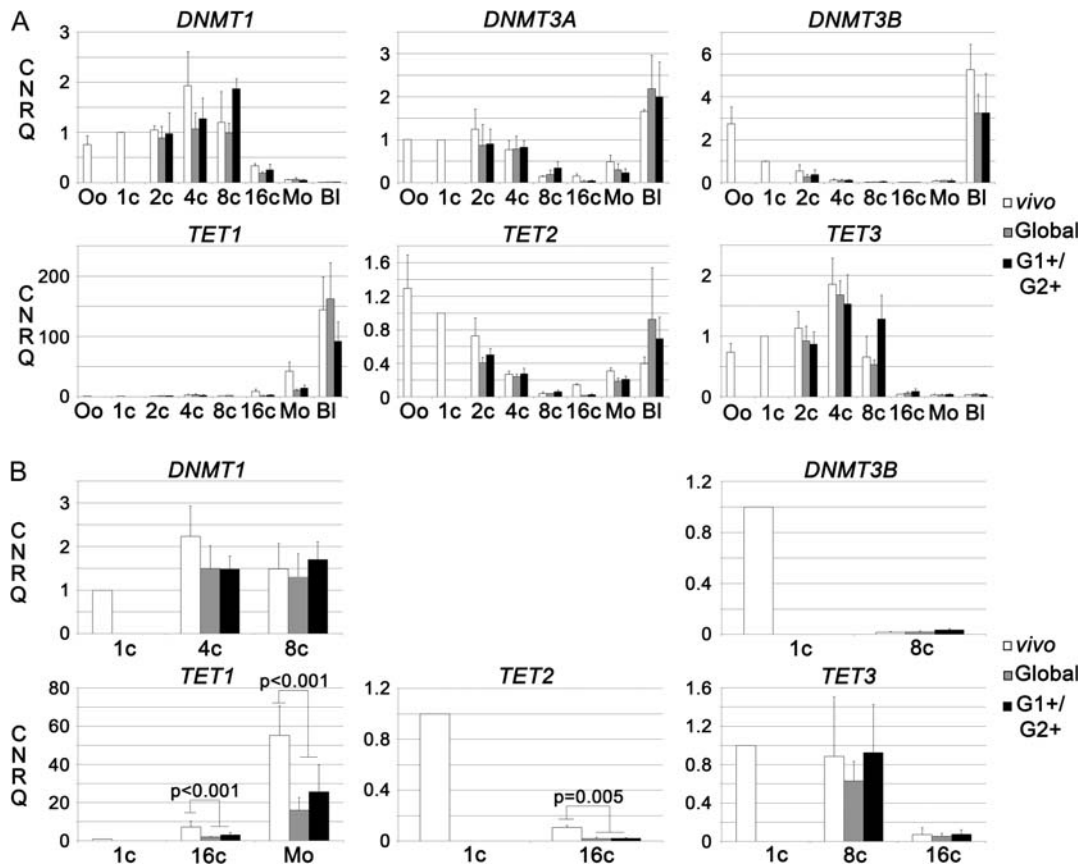 A
DNMT1
DNMT3A
DNMT3B
CNRQ
3
2
1
0
Oo 1c 2c 4c 8c 16c Mo Bl
3
2
1
0
Oo 1c 2c 4c 8c 16c Mo Bl
6
4
2
0
Oo 1c 2c 4c 8c 16c Mo Bl
vivo
Global
G1+/
G2+
TET1
TET2
TET3
CNRQ
200
100
0
Oo 1c 2c 4c 8c 16c Mo Bl
1.6
1.2
0.8
0.4
0
Oo 1c 2c 4c 8c 16c Mo Bl
2
1
0
Oo 1c 2c 4c 8c 16c Mo Bl
B
DNMT1
DNMT3B
CNRQ
3
2
1
0
1c 4c 8c
1.2
0.8
0.4
0
1c 8c
vivo
Global
G1+/
G2+
TET1
TET2
TET3
CNRQ
80
60
40
20
0
p<0.001
p<0.001
1c 16c Mo
1.2
0.8
0.4
0
p=0.005
1c 16c
1.6
1.2
0.8
0.4
0
1c 8c 16c